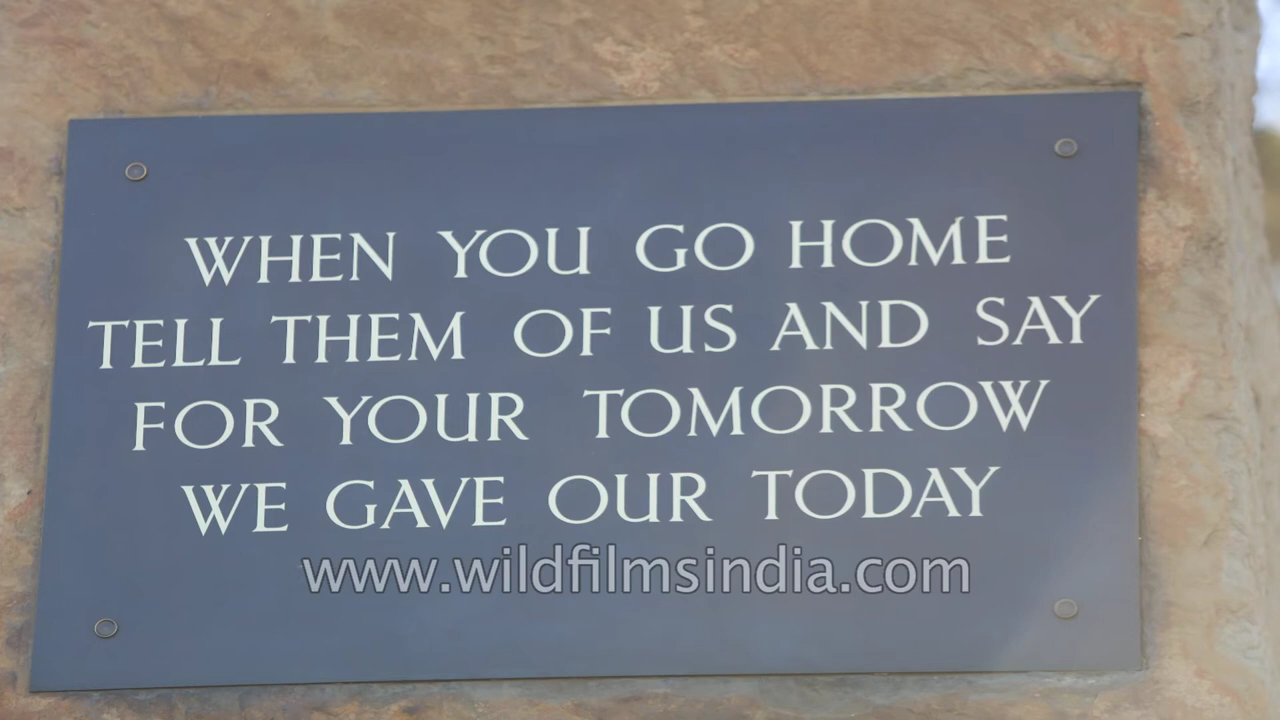 WHEN YOU GO HOME
TELL THEM OF US AND SAY
FOR YOUR TOMORROW
WE GAVE OUR TODAY
www.wildfilmsindia.com